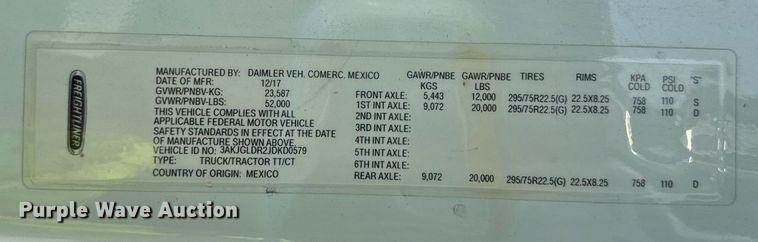 FREIGHTLINER
MANUFACTURED BY: DAIMLER VEH. COMERC. MEXICO
DATE OF MFR: 12/17
GVWR/PNBE-KG: 23,587
GVWR/PNBE-LBS: 52,000
THIS VEHICLE COMPLIES WITH ALL
APPLICABLE FEDERAL MOTOR VEHICLE
SAFETY STANDARDS IN EFFECT AT THE DATE
OF MANUFACTURE SHOWN ABOVE.
VEHICLE ID NO: 3AKJGLDR2JDKD0579
TYPE: TRUCK/TRACTOR TT/CT
COUNTRY OF ORIGIN: MEXICO
GAWR/PNBE GAWR/PNBE TIRES RIMS KPA PSI "S"
KGS LBS COLD COLD
FRONT AXLE: 5,443 12,000 295/75R22.5(G) 22.5X8.25 758 110 S
1ST INT AXLE: 9,072 20,000 295/75R22.5(G) 22.5X8.25 758 110 D
2ND INT AXLE:
3RD INT AXLE:
4TH INT AXLE:
5TH INT AXLE:
6TH INT AXLE:
REAR AXLE: 9,072 20,000 295/75R22.5(G) 22.5X8.25 758 110 D
Purple Wave Auction